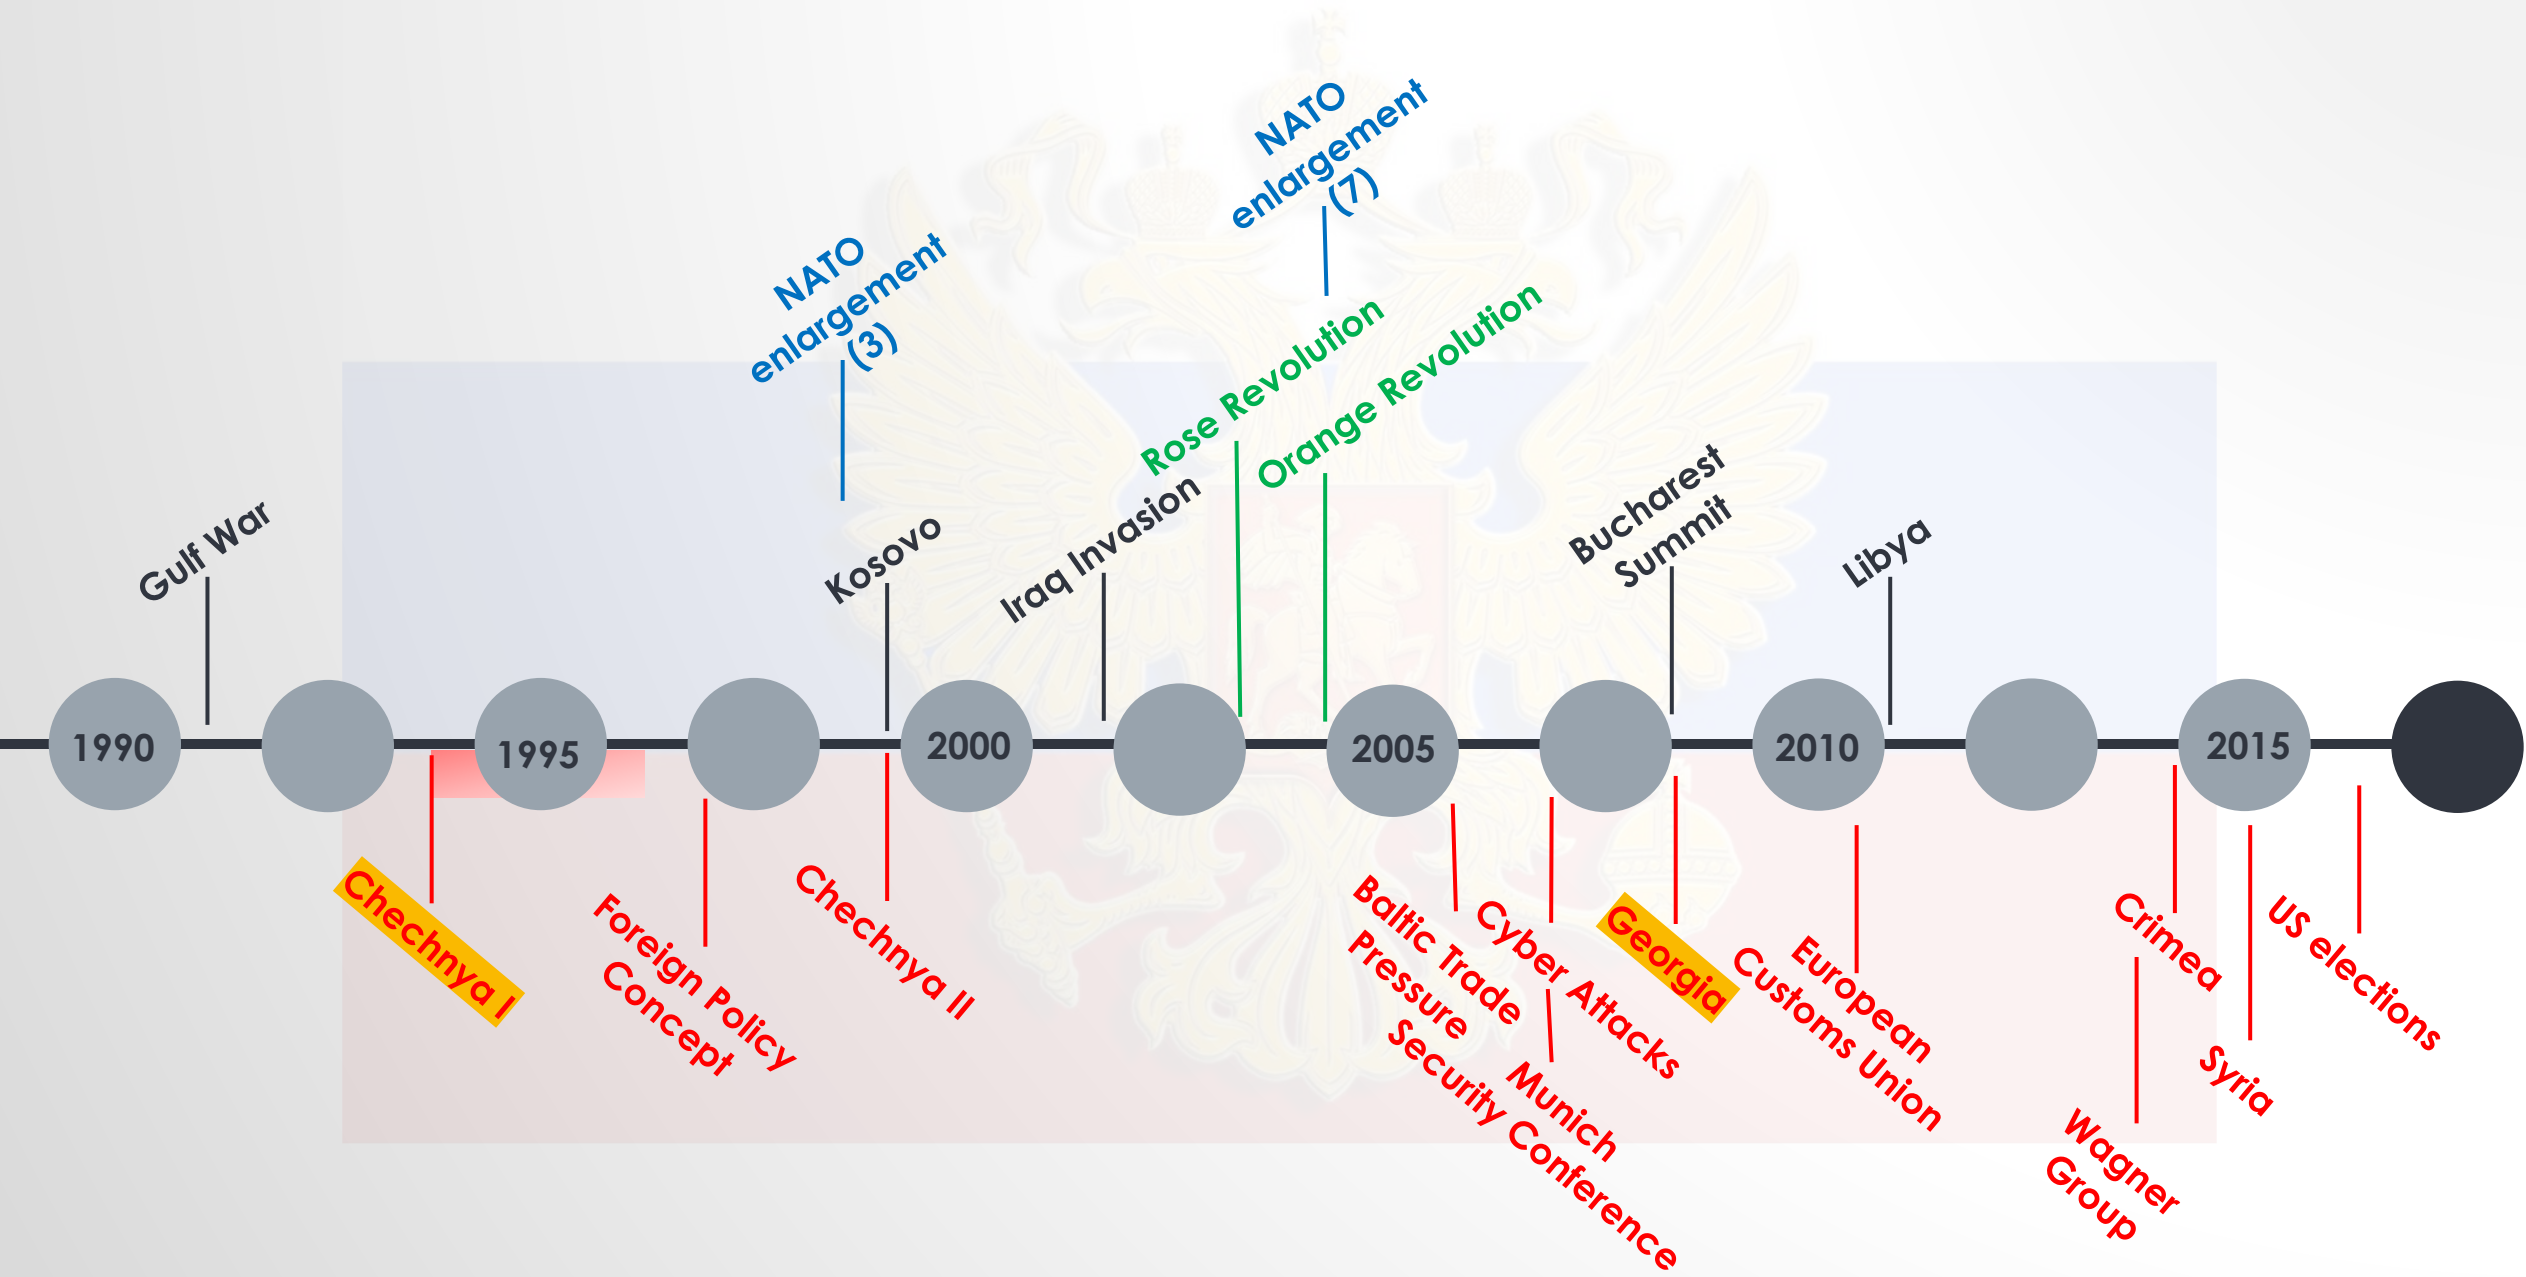 NATO
enlargement
(7)
NATO
enlargement
(3)
Rose Revolution
Orange Revolution
Gulf War
Kosovo
Iraq Invasion
Bucharest
Summit
Libya
1990
1995
2000
2005
2010
2015
Chechnya I
Foreign Policy
Concept
Chechnya II
Baltic Trade
Pressure
Cyber Attacks
Munich
Security Conference
Georgia
European
Customs Union
Crimea
Wagner
Group
Syria
US elections